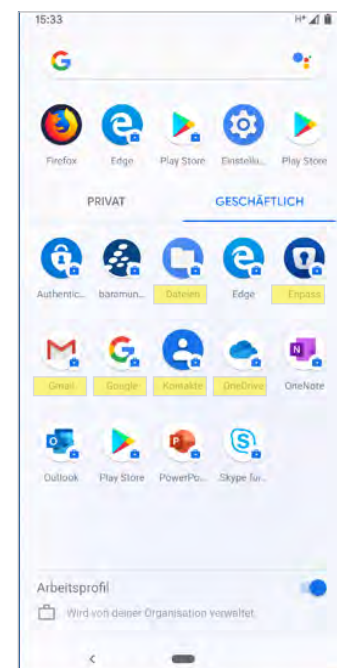 15:33 H+
Firefox Edge Play Store Einstellu... Play Store
PRIVAT GESCHÄFTLICH
Authentic... baramun... Dateien Edge Enpass
Gmail Google Kontakte OneDrive OneNote
Outlook Play Store PowerPo... Skype für...
Arbeitsprofil
Wird von deiner Organisation verwaltet.